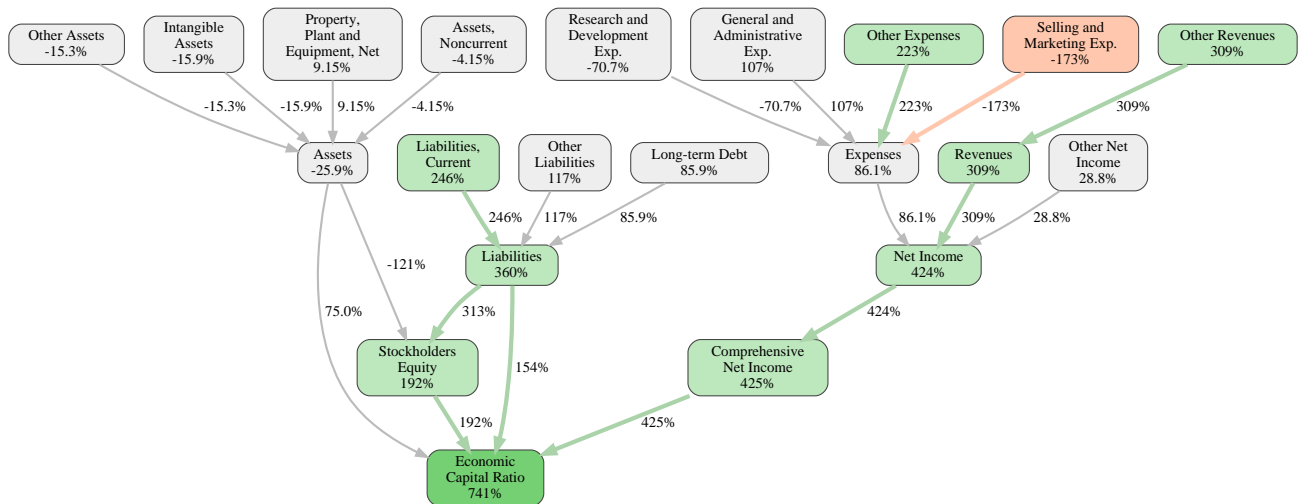 Other Assets
-15.3%
Intangible
Assets
-15.9%
Property,
Plant and
Equipment, Net
9.15%
Assets,
Noncurrent
-4.15%
Research and
Development
Exp.
-70.7%
General and
Administrative
Exp.
107%
Other Expenses
223%
Selling and
Marketing Exp.
-173%
Other Revenues
309%
-15.3%
-15.9%
9.15%
-4.15%
-70.7%
107%
223%
-173%
309%
Assets
-25.9%
Liabilities,
Current
246%
Other
Liabilities
117%
Long-term Debt
85.9%
Expenses
86.1%
Revenues
309%
Other Net
Income
28.8%
246%
117%
85.9%
86.1%
309%
28.8%
-121%
Liabilities
360%
Net Income
424%
75.0%
313%
424%
154%
Stockholders
Equity
192%
Comprehensive
Net Income
425%
192%
425%
Economic
Capital Ratio
741%